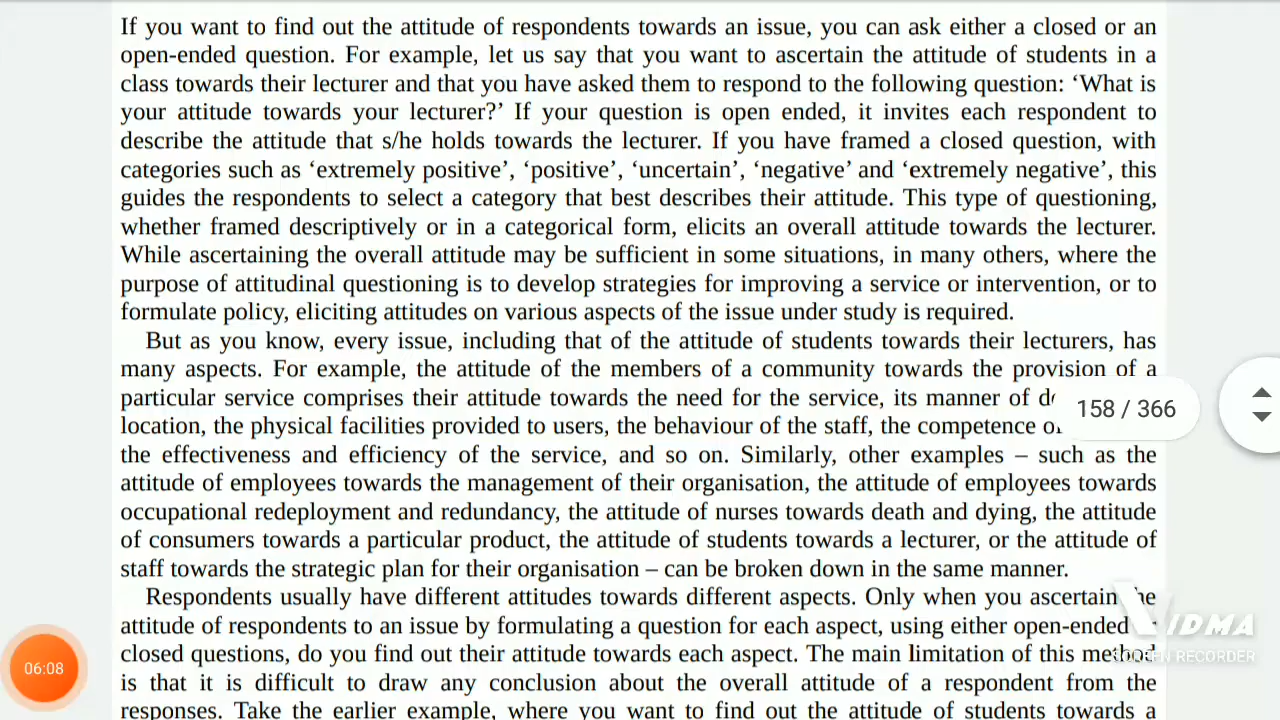 If you want to find out the attitude of respondents towards an issue, you can ask either a closed or an
open-ended question. For example, let us say that you want to ascertain the attitude of students in a
class towards their lecturer and that you have asked them to respond to the following question: ‘What is
your attitude towards your lecturer?’ If your question is open ended, it invites each respondent to
describe the attitude that s/he holds towards the lecturer. If you have framed a closed question, with
categories such as ‘extremely positive’, ‘positive’, ‘uncertain’, ‘negative’ and ‘extremely negative’, this
guides the respondents to select a category that best describes their attitude. This type of questioning,
whether framed descriptively or in a categorical form, elicits an overall attitude towards the lecturer.
While ascertaining the overall attitude may be sufficient in some situations, in many others, where the
purpose of attitudinal questioning is to develop strategies for improving a service or intervention, or to
formulate policy, eliciting attitudes on various aspects of the issue under study is required.
But as you know, every issue, including that of the attitude of students towards their lecturers, has
many aspects. For example, the attitude of the members of a community towards the provision of a
particular service comprises their attitude towards the need for the service, its manner of
158 / 366
location, the physical facilities provided to users, the behaviour of the staff, the competence
the effectiveness and efficiency of the service, and so on. Similarly, other examples – such as the
attitude of employees towards the management of their organisation, the attitude of employees towards
occupational redeployment and redundancy, the attitude of nurses towards death and dying, the attitude
of consumers towards a particular product, the attitude of students towards a lecturer, or the attitude of
staff towards the strategic plan for their organisation – can be broken down in the same manner.
Respondents usually have different attitudes towards different aspects. Only when you ascertain
attitude of respondents to an issue by formulating a question for each aspect, using either open-ended
VIDMA
closed questions, do you find out their attitude towards each aspect. The main limitation of this method
SCREEN RECORDER
06:08
is that it is difficult to draw any conclusion about the overall attitude of a respondent from the
responses. Take the earlier example, where you want to find out the attitude of students towards a